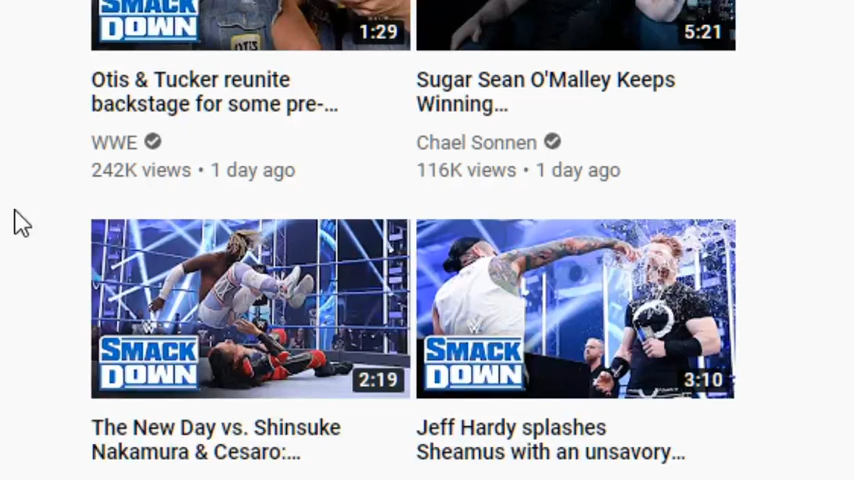 SMACK
DOWN
OTIS
1:29
5:21
Otis & Tucker reunite
backstage for some pre-...
WWE
242K views • 1 day ago
Sugar Sean O'Malley Keeps
Winning...
Chael Sonnen
116K views • 1 day ago
SMACK
DOWN
2:19
SMACK
DOWN
3:10
The New Day vs. Shinsuke
Nakamura & Cesaro:...
Jeff Hardy splashes
Sheamus with an unsavory...